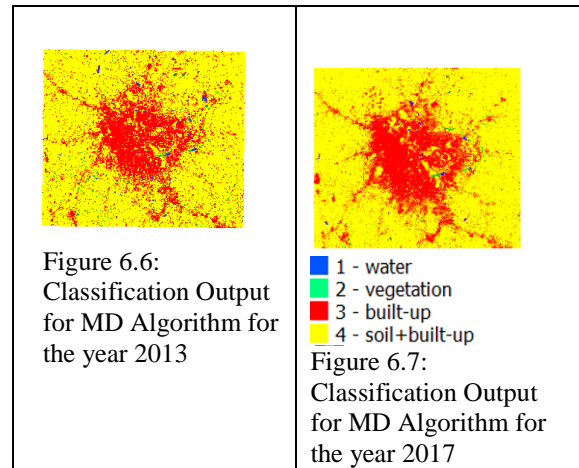 Figure 6.6:
Classification Output
for MD Algorithm for
the year 2013
1 - water
2 - vegetation
3 - built-up
4 - soil+built-up
Figure 6.7:
Classification Output
for MD Algorithm for
the year 2017